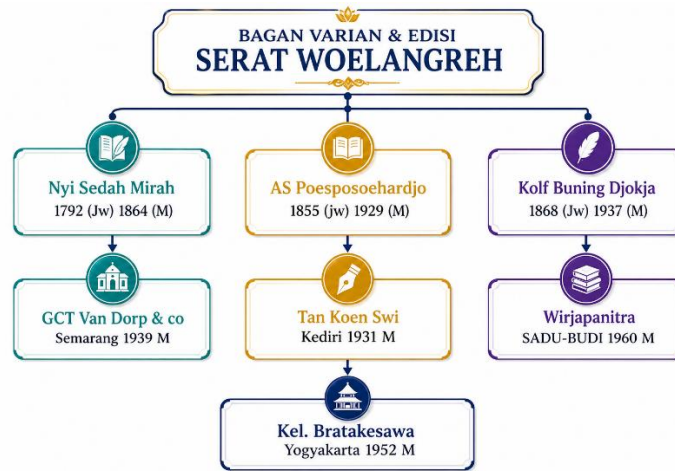 BAGAN VARIAN & EDISI
SERAT WOELANGREH
Nyi Sedah Mirah
1792 (Jw) 1864 (M)
AS Poesposoehardjo
1855 (jw) 1929 (M)
Kolf Buning Djokja
1868 (Jw) 1937 (M)
GCT Van Dorp & co
Semarang 1939 M
Tan Koen Swi
Kediri 1931 M
Wirjapanitra
SADU-BUDI 1960 M
Kel. Bratakesawa
Yogyakarta 1952 M